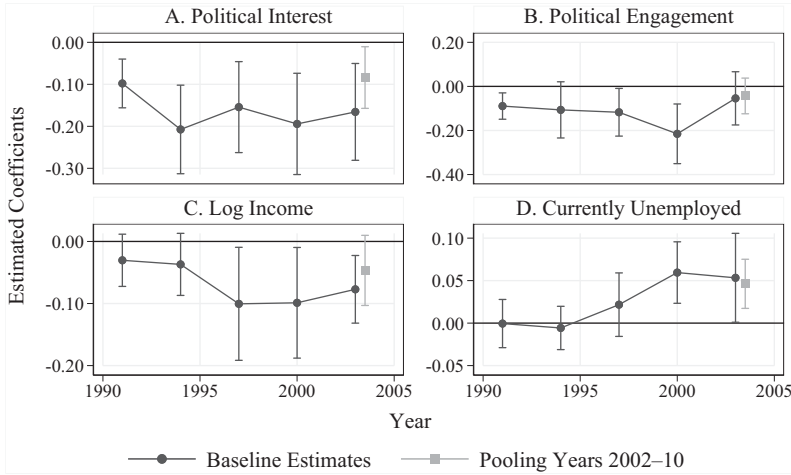 A. Political Interest
0.00
-0.10
-0.20
-0.30
B. Political Engagement
0.20
0.00
-0.20
-0.40
Estimated Coefficients
C. Log Income
0.00
-0.10
-0.20
1990 1995 2000 2005
D. Currently Unemployed
0.10
0.05
0.00
-0.05
1990 1995 2000 2005
Year
Baseline Estimates Pooling Years 2002–10